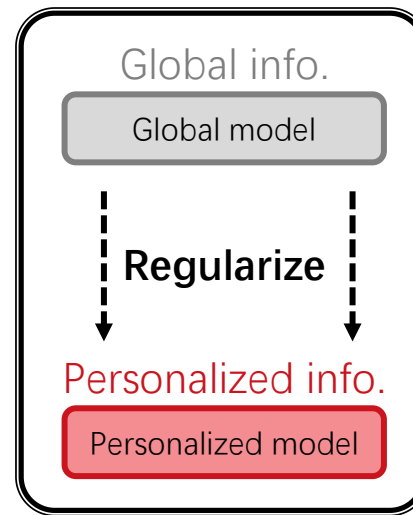 Global info.
Global model
Regularize
Personalized info.
Personalized model